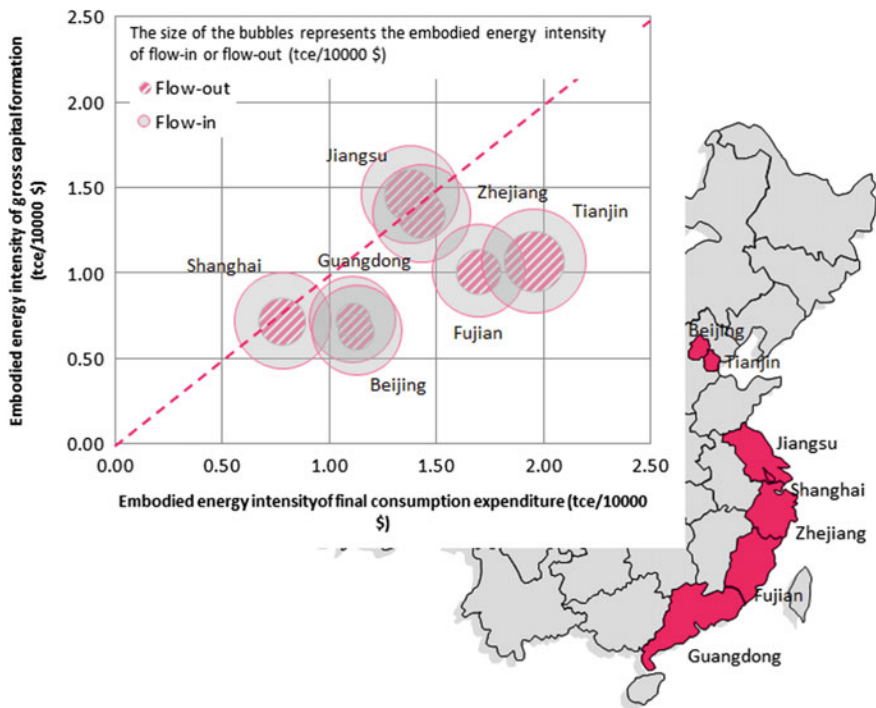 The size of the bubbles represents the embodied energy intensity
of flow-in or flow-out (tce/10000 $)
Flow-out
Flow-in
Embodied energy intensity of gross capital formation
(tce/10000 $)
2.50
2.00
1.50
1.00
0.50
0.00
Jiangsu
Zhejiang
Tianjin
Shanghai
Guangdong
Fujian
Beijing
0.00 0.50 1.00 1.50 2.00 2.50
Embodied energy intensityof final consumption expenditure (tce/10000
$)
Beijing
Tianjin
Jiangsu
Shanghai
Zhejiang
Fujian
Guangdong